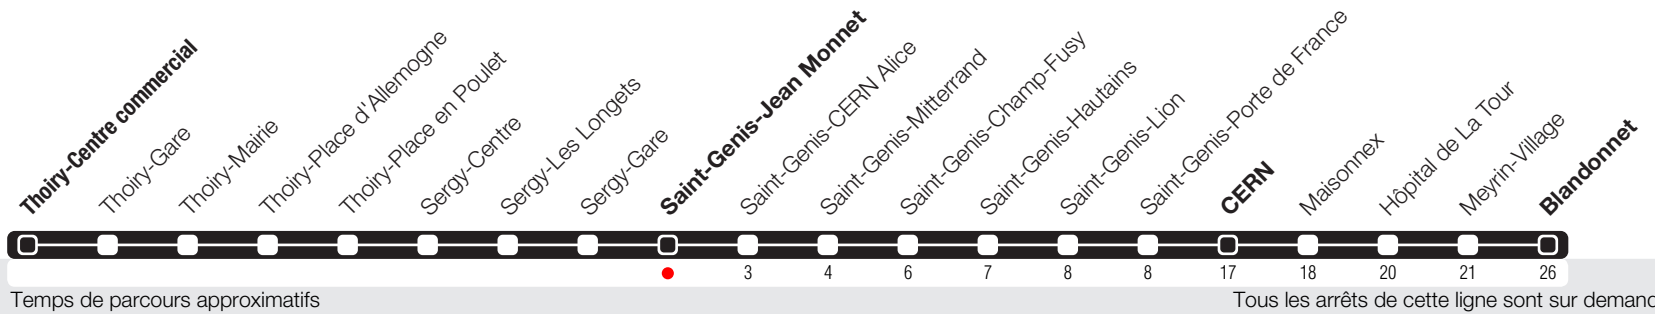 Thoiry-Centre commercial
Thoiry-Gare
Thoiry-Mairie
Thoiry-Place d'Allemogne
Thoiry-Place en Poulet
Sergy-Centre
Sergy-Les Longets
Sergy-Gare
Saint-Genis-Jean Monnet
Saint-Genis-CERN Alice
Saint-Genis-Mitterrand
Saint-Genis-Champ-Fusy
Saint-Genis-Hautains
Saint-Genis-Lion
Saint-Genis-Porte de France
CERN
Maisonnex
Hôpital de La Tour
Meyrin-Village
Blandonnet
3 4 6 7 8 8 17 18 20 21 26
Temps de parcours approximatifs
Tous les arrêts de cette ligne sont sur demand